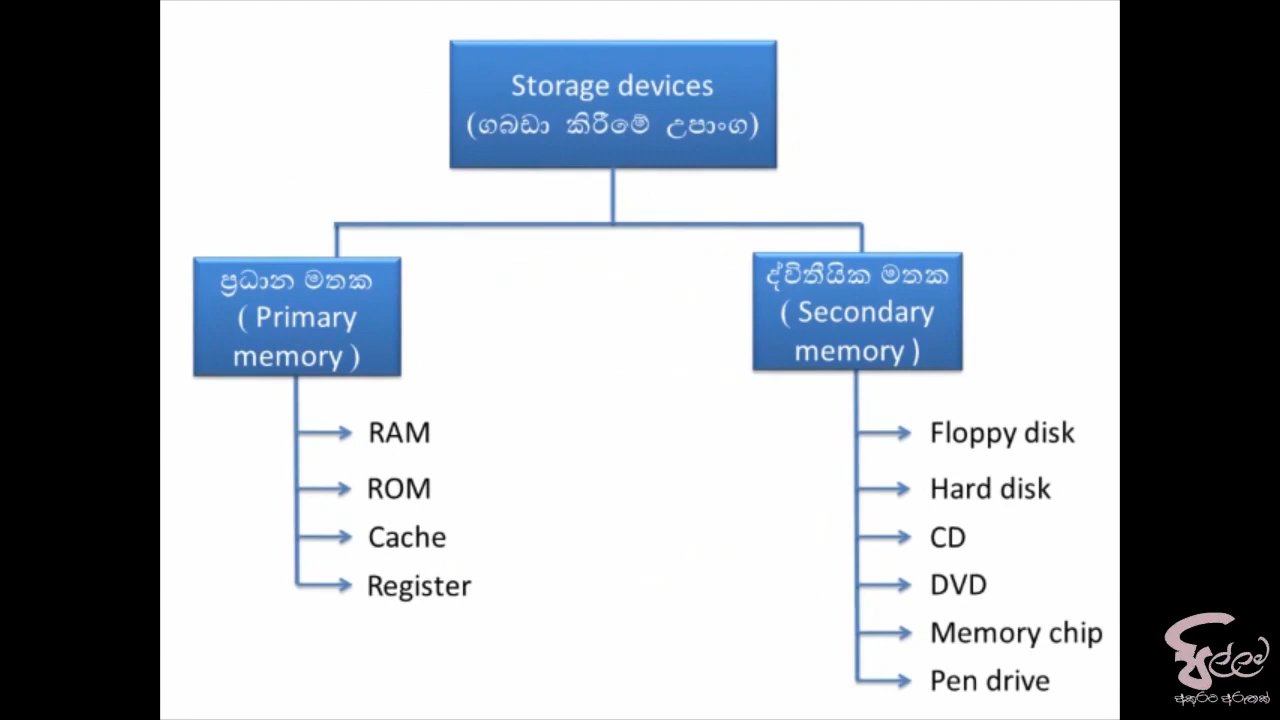 Storage devices
(ගබඩා කිරීමේ උපාංග)
ප්‍රධාන මතක
( Primary
memory )
ද්විතීයික මතක
( Secondary
memory )
RAM
ROM
Cache
Register
Floppy disk
Hard disk
CD
DVD
Memory chip
Pen drive